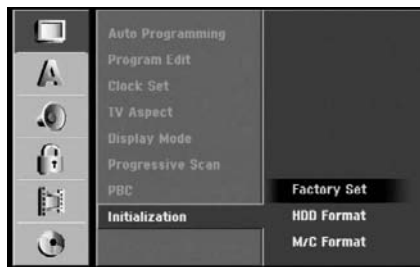 Auto Programming
Program Edit
Clock Set
TV Aspect
Display Mode
Progressive Scan
PBC
Initialization
Factory Set
HDD Format
M/C Format